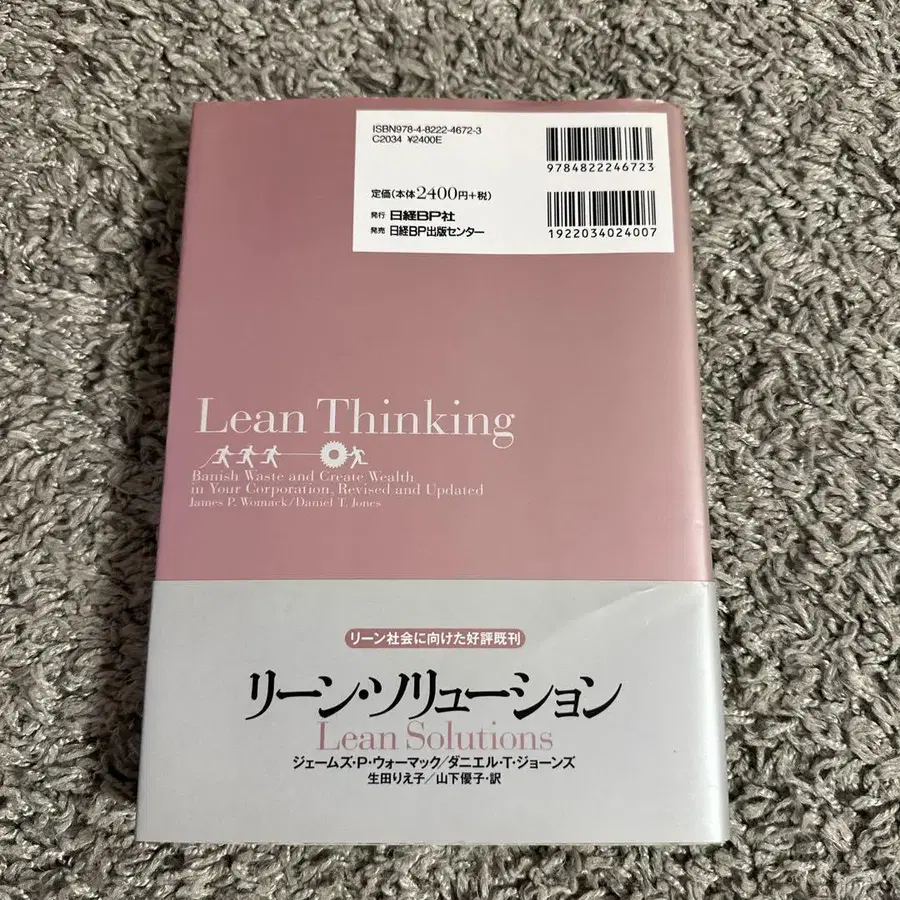 ISBN978-4-8222-4672-3
C2034 ¥2400E
9784822246723
定価(本体2400円+税)
発行 日経BP社
発売 日経BP出版センター
1922034024007
Lean Thinking
Banish Waste and Create Wealth
in Your Corporation, Revised and Updated
James P. Womack/Daniel T. Jones
リーン社会に向けた好評既刊
リーン・ソリューション
Lean Solutions
ジェームズ・P・ウォーマック/ダニエル・T・ジョーンズ
生田りえ子/山下優子・訳